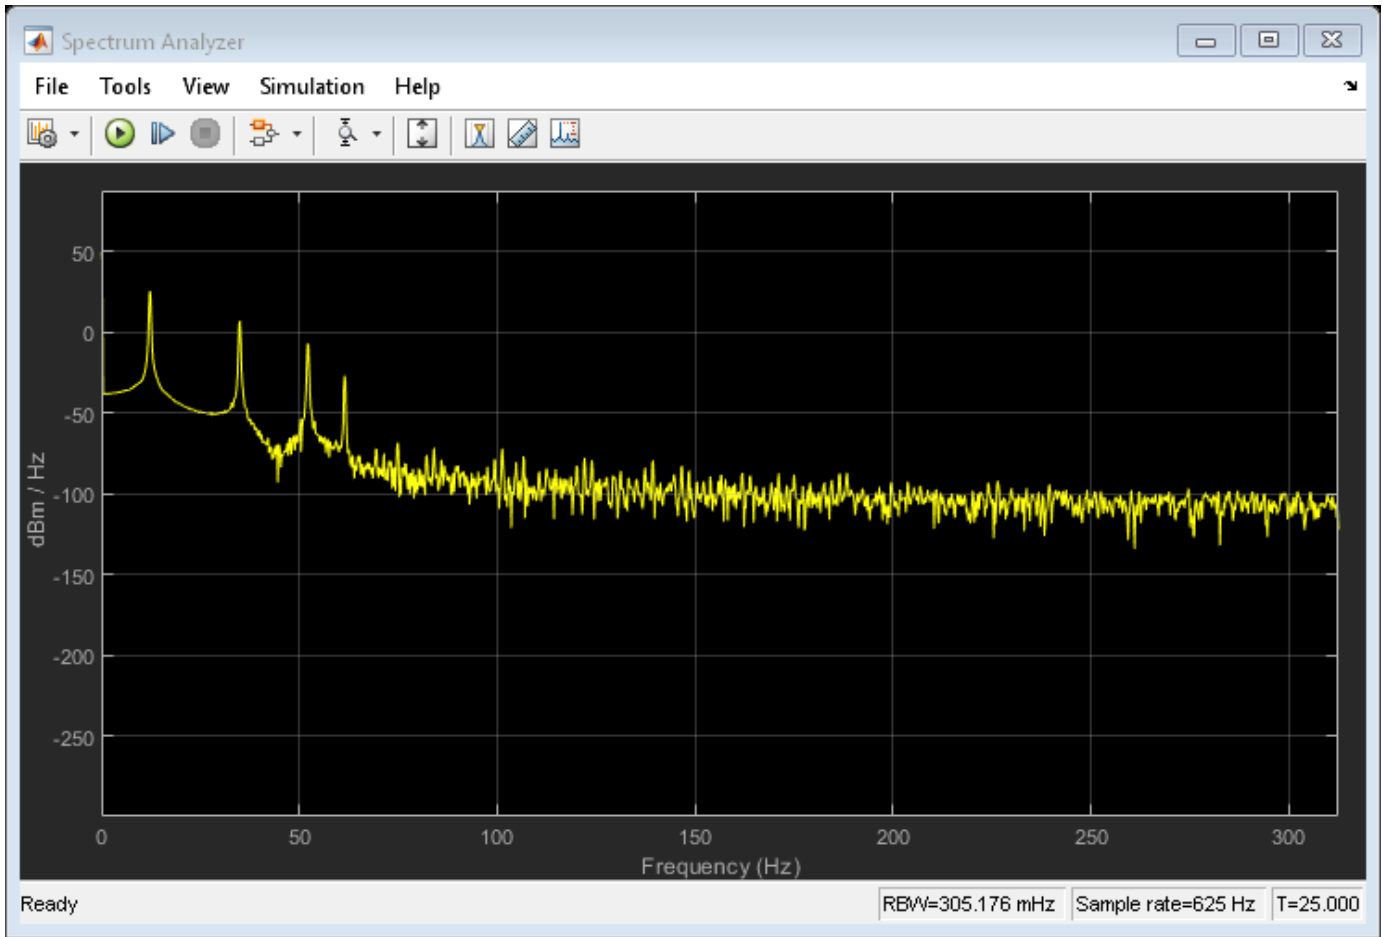 Spectrum Analyzer
File Tools View Simulation Help
50
0
-50
-100
-150
-200
-250
dBm / Hz
0 50 100 150 200 250 300
Frequency (Hz)
Ready RBW=305.176 mHz Sample rate=625 Hz T=25.000